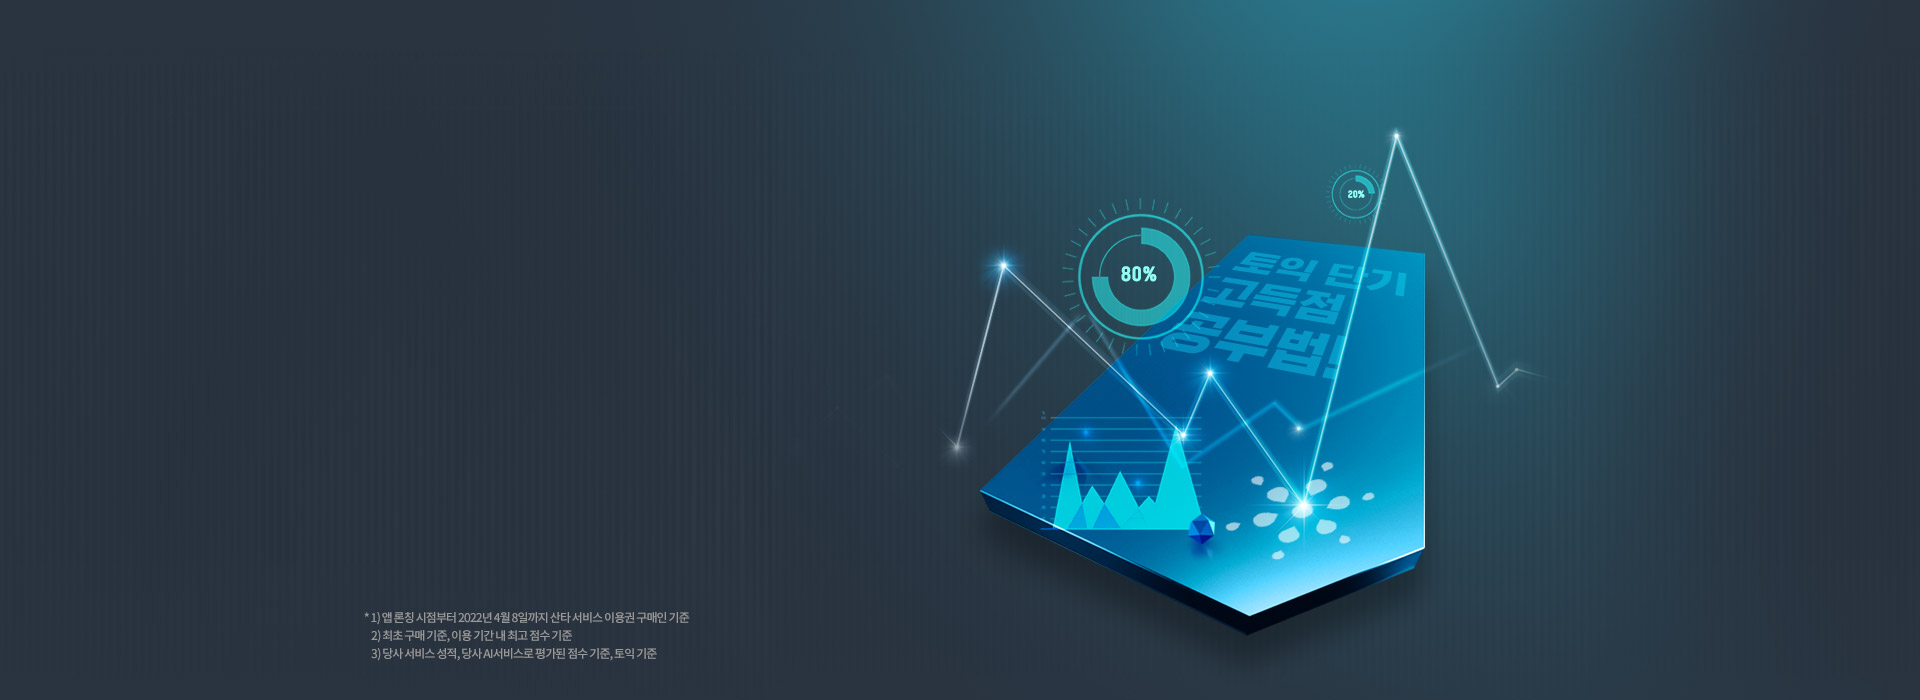 20%
80%
토익 단기
고득점
공부법!
* 1) 앱 론칭 시점부터 2022년 4월 8일까지 산타 서비스 이용권 구매인 기준
2) 최초 구매 기준, 이용 기간 내 최고 점수 기준
3) 당사 서비스 성적, 당사 AI서비스로 평가된 점수 기준, 토익 기준